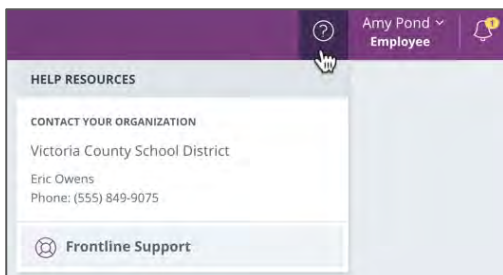 Amy Pond
Employee
1
HELP RESOURCES
CONTACT YOUR ORGANIZATION
Victoria County School District
Eric Owens
Phone: (555) 849-9075
Frontline Support